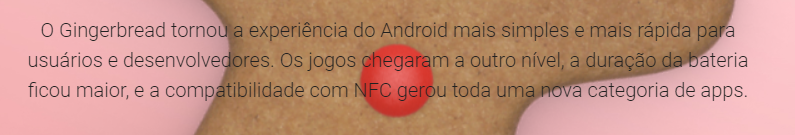 O Gingerbread tornou a experiência do Android mais simples e mais rápida para
usuários e desenvolvedores. Os jogos chegaram a outro nível, a duração da bateria
ficou maior, e a compatibilidade com NFC gerou toda uma nova categoria de apps.